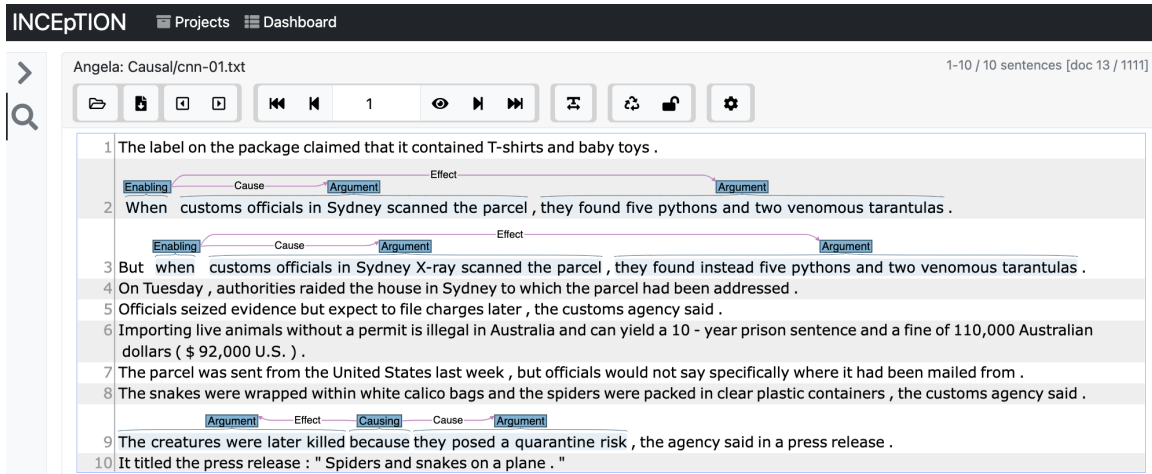 INCEpTION Projects Dashboard
Angela: Causal/cnn-01.txt 1-10 / 10 sentences [doc 13 / 1111]
1
1 The label on the package claimed that it contained T-shirts and baby toys .
Effect
Enabling Cause Argument Argument
2 When customs officials in Sydney scanned the parcel , they found five pythons and two venomous tarantulas .
Effect
Enabling Cause Argument Argument
3 But when customs officials in Sydney X-ray scanned the parcel , they found instead five pythons and two venomous tarantulas .
4 On Tuesday , authorities raided the house in Sydney to which the parcel had been addressed .
5 Officials seized evidence but expect to file charges later , the customs agency said .
6 Importing live animals without a permit is illegal in Australia and can yield a 10 - year prison sentence and a fine of 110,000 Australian
dollars ( $ 92,000 U.S. ) .
7 The parcel was sent from the United States last week , but officials would not say specifically where it had been mailed from .
8 The snakes were wrapped within white calico bags and the spiders were packed in clear plastic containers , the customs agency said .
Argument Effect Causing Cause Argument
9 The creatures were later killed because they posed a quarantine risk , the agency said in a press release .
10 It titled the press release : " Spiders and snakes on a plane . "